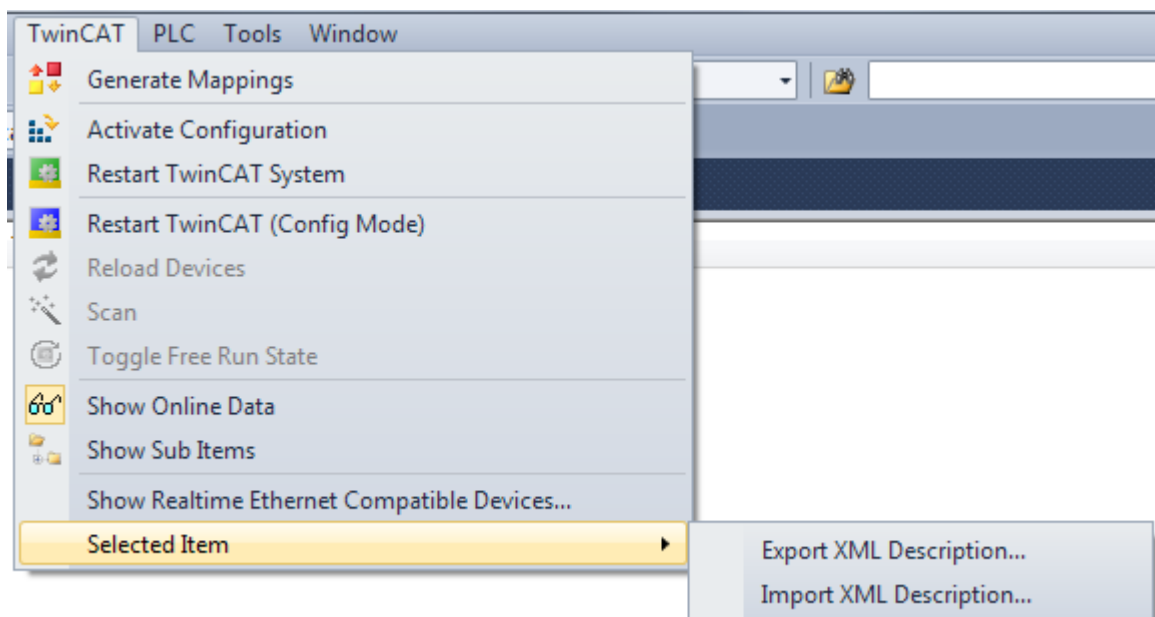 TwinCAT PLC Tools Window
Generate Mappings
Activate Configuration
Restart TwinCAT System
Restart TwinCAT (Config Mode)
Reload Devices
Scan
Toggle Free Run State
Show Online Data
Show Sub Items
Show Realtime Ethernet Compatible Devices...
Selected Item
Export XML Description...
Import XML Description...